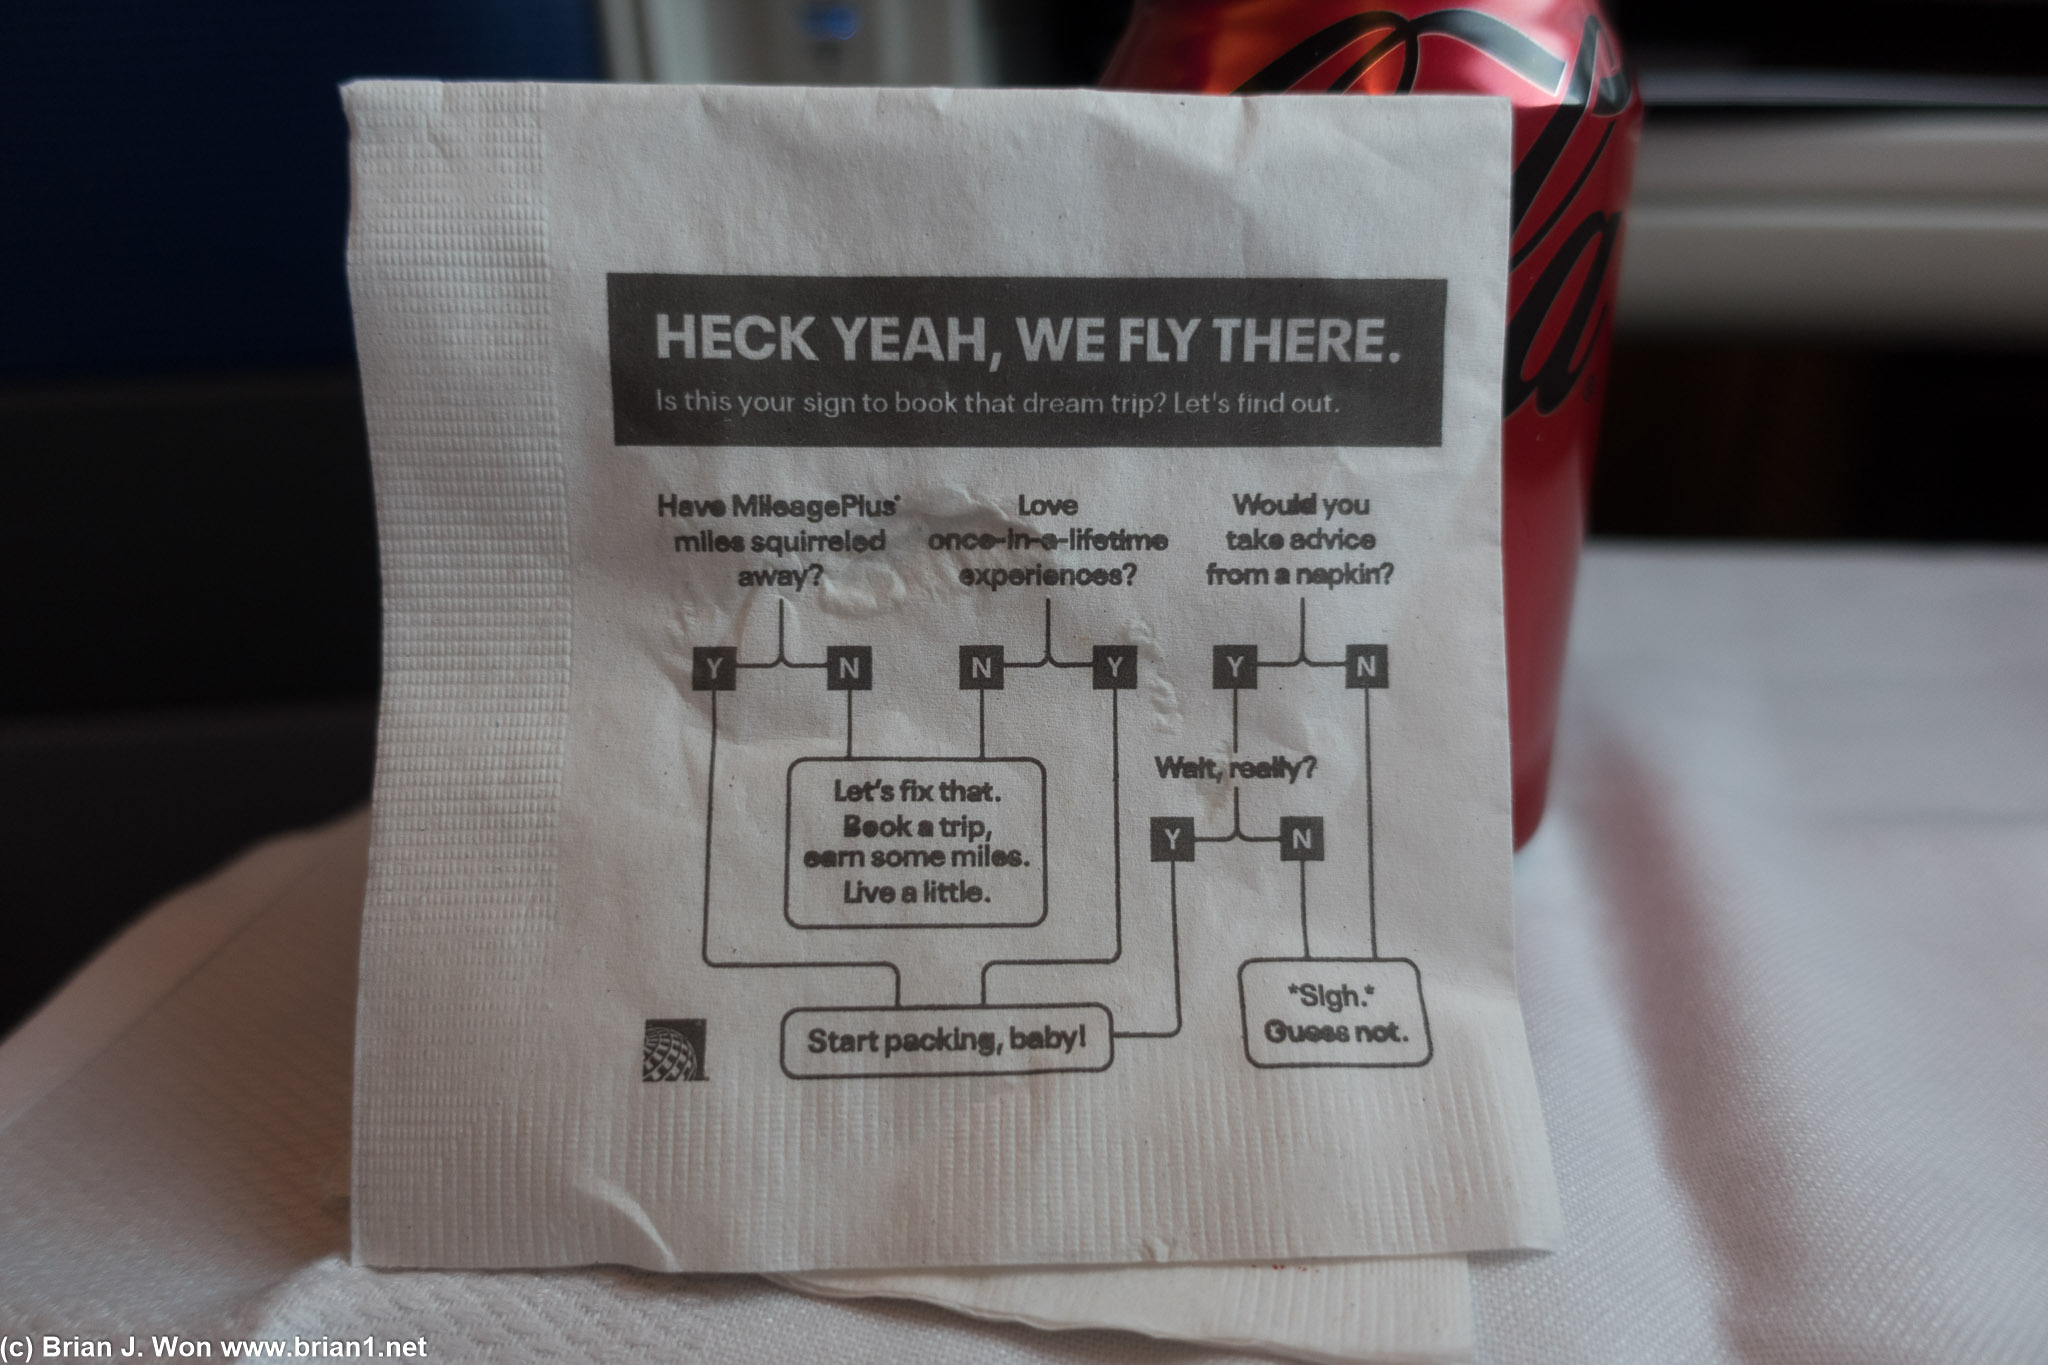 HECK YEAH, WE FLY THERE.
Is this your sign to book that dream trip? Let's find out.
Have MileagePlus®
miles squirreled
away?
Y
N
Love
once-in-a-lifetime
experiences?
N
Y
Would you
take advice
from a napkin?
Y
N
Wait, really?
Y
N
Let's fix that.
Book a trip,
earn some miles.
Live a little.
Start packing, baby!
*Sigh.*
Guess not.
(c) Brian J. Won www.brian1.net